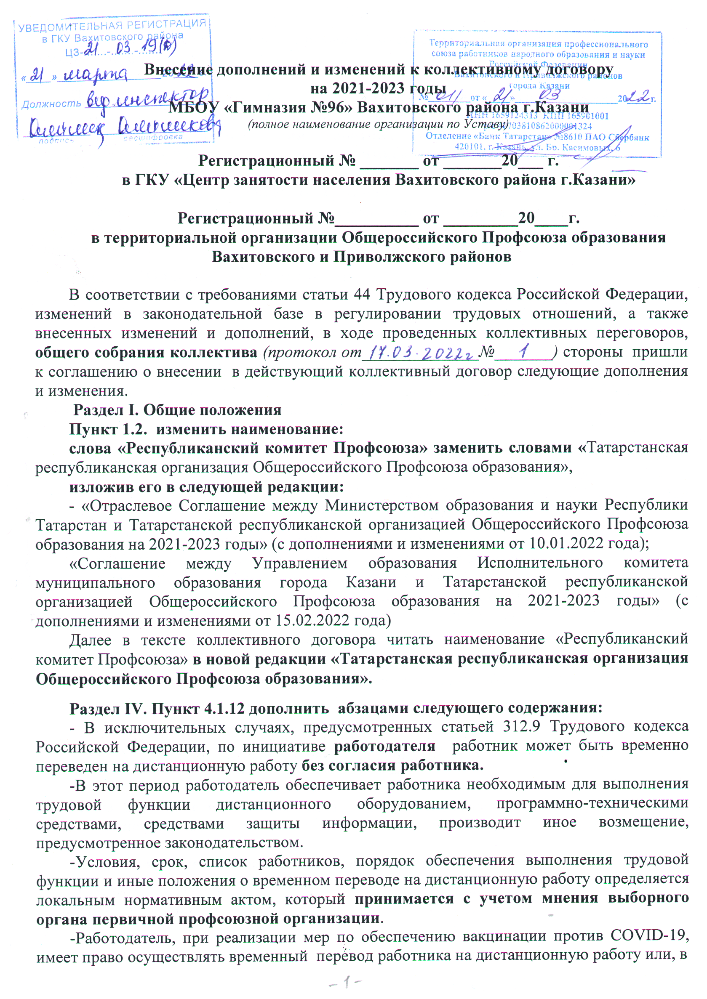 УВЕДОМИТЕЛЬНАЯ РЕГИСТРАЦИЯ
в ГКУ Вахитовского района
ЦЗ-21-03-19(Д)
«21» марта 2022
Должность вед. инспектор
подпись расшифровка
Территориальная организация профессионального
союза работников народного образования и науки
Российской Федерации
Вахитовского и Приволжского районов
города Казани
№ 011 от «21» 03 2022г.
ИНН 1659124313 КПП 165901001
Отделение «Банк Татарстан» №8610 ПАО Сбербанк
420101, г. Казань, ул. Бр. Касимовых, 6
Внесение дополнений и изменений к коллективному договору
на 2021-2023 годы
МБОУ «Гимназия №96» Вахитовского района г.Казани
(полное наименование организации по Уставу)
Регистрационный № _______ от _______20___ г.
в ГКУ «Центр занятости населения Вахитовского района г.Казани»
Регистрационный №__________ от _________20____г.
в территориальной организации Общероссийского Профсоюза образования
Вахитовского и Приволжского районов
В соответствии с требованиями статьи 44 Трудового кодекса Российской Федерации,
изменений в законодательной базе в регулировании трудовых отношений, а также
внесенных изменений и дополнений, в ходе проведенных коллективных переговоров,
общего собрания коллектива (протокол от 17.03.2022г № 1 ) стороны пришли
к соглашению о внесении в действующий коллективный договор следующие дополнения
и изменения.
Раздел I. Общие положения
Пункт 1.2. изменить наименование:
слова «Республиканский комитет Профсоюза» заменить словами «Татарстанская
республиканская организация Общероссийского Профсоюза образования»,
изложив его в следующей редакции:
- «Отраслевое Соглашение между Министерством образования и науки Республики
Татарстан и Татарстанской республиканской организацией Общероссийского Профсоюза
образования на 2021-2023 годы» (с дополнениями и изменениями от 10.01.2022 года);
«Соглашение между Управлением образования Исполнительного комитета
муниципального образования города Казани и Татарстанской республиканской
организацией Общероссийского Профсоюза образования на 2021-2023 годы» (с
дополнениями и изменениями от 15.02.2022 года)
Далее в тексте коллективного договора читать наименование «Республиканский
комитет Профсоюза» в новой редакции «Татарстанская республиканская организация
Общероссийского Профсоюза образования».
Раздел IV. Пункт 4.1.12 дополнить абзацами следующего содержания:
- В исключительных случаях, предусмотренных статьей 312.9 Трудового кодекса
Российской Федерации, по инициативе работодателя работник может быть временно
переведен на дистанционную работу без согласия работника.
-В этот период работодатель обеспечивает работника необходимым для выполнения
трудовой функции дистанционного оборудованием, программно-техническими
средствами, средствами защиты информации, производит иное возмещение,
предусмотренное законодательством.
-Условия, срок, список работников, порядок обеспечения выполнения трудовой
функции и иные положения о временном переводе на дистанционную работу определяется
локальным нормативным актом, который принимается с учетом мнения выборного
органа первичной профсоюзной организации.
-Работодатель, при реализации мер по обеспечению вакцинации против COVID-19,
имеет право осуществлять временный перевод работника на дистанционную работу или, в
- 1 -